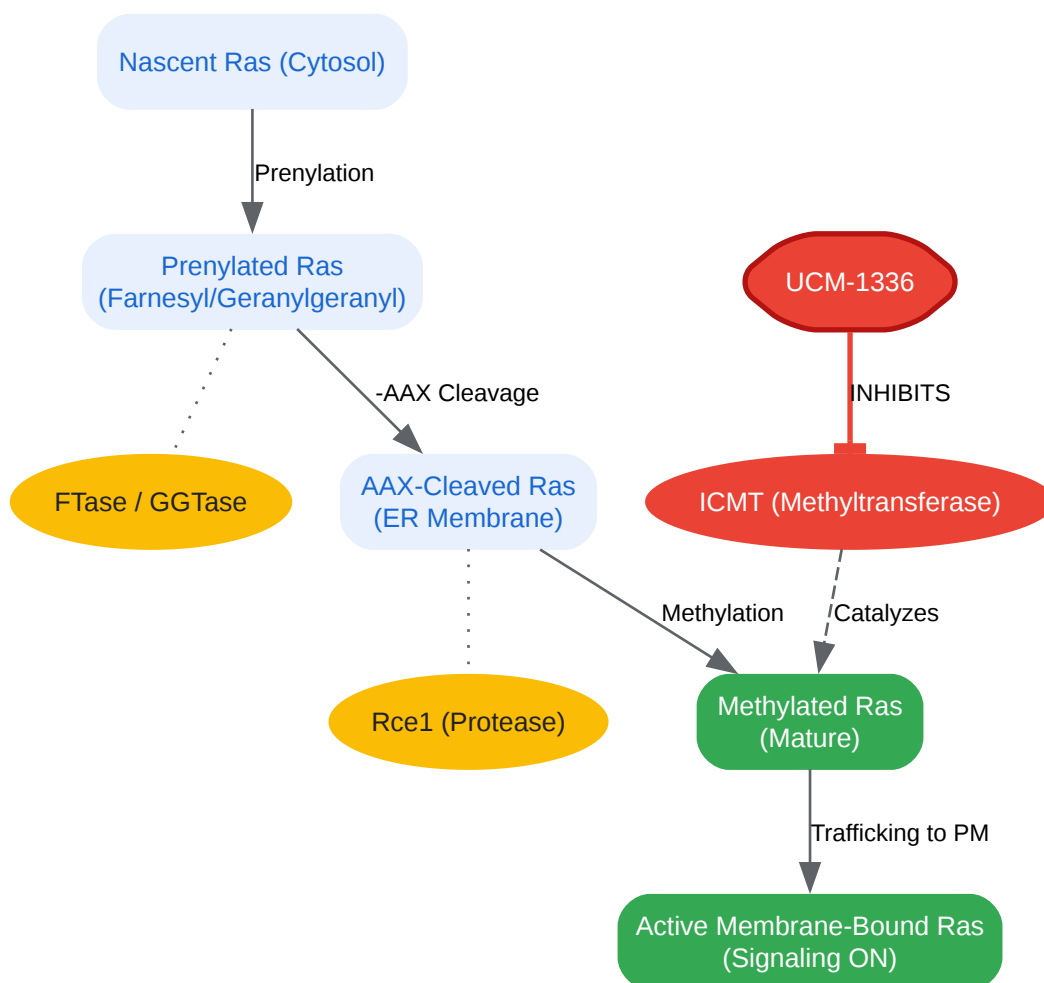 Nascent Ras (Cytosol)
Prenylation
Prenylated Ras
(Farnesyl/Geranylgeranyl)
UCM-1336
-AAX Cleavage
INHIBITS
FTase / GGTase
AAX-Cleaved Ras
(ER Membrane)
ICMT (Methyltransferase)
Methylation
Catalyzes
Rce1 (Protease)
Methylated Ras
(Mature)
Trafficking to PM
Active Membrane-Bound Ras
(Signaling ON)